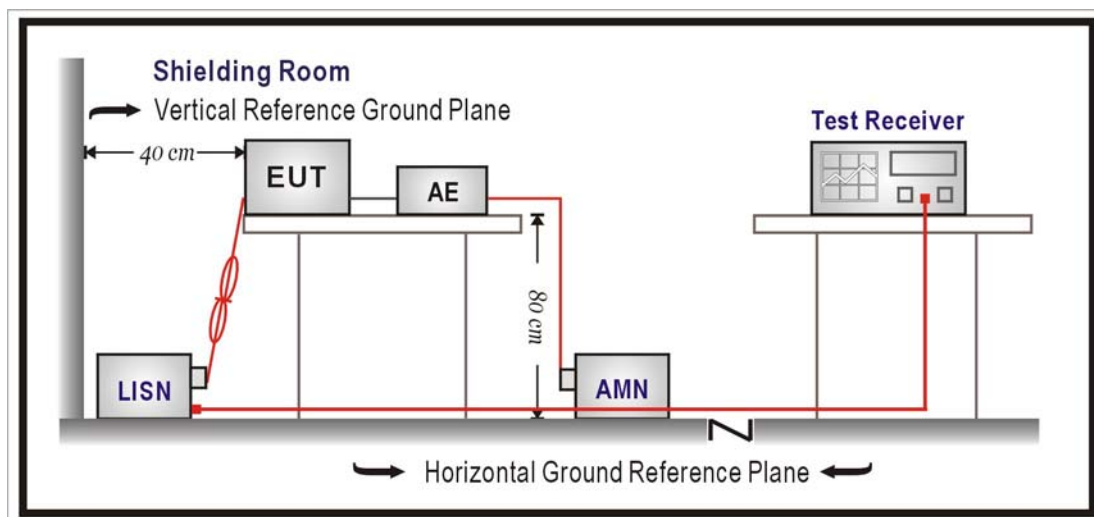 Shielding Room
Vertical Reference Ground Plane
Test Receiver
40 cm
EUT
AE
80 cm
LISN
AMN
Horizontal Ground Reference Plane